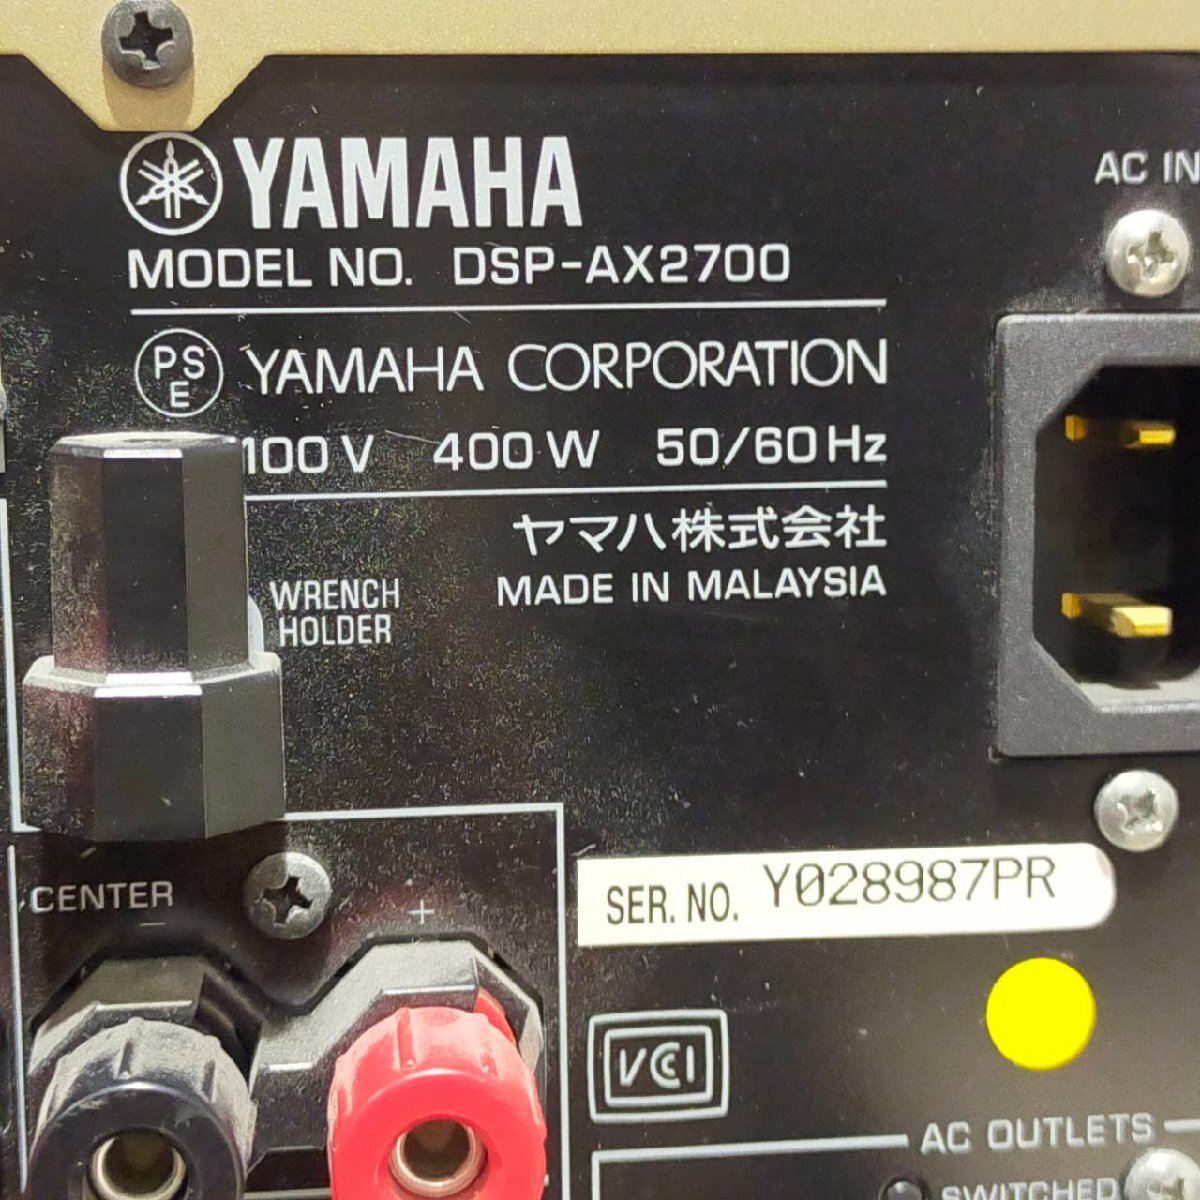 YAMAHA
AC IN
MODEL NO. DSP-AX2700
PS
E
YAMAHA CORPORATION
100 V 400 W 50/60 Hz
ヤマハ株式会社
MADE IN MALAYSIA
WRENCH
HOLDER
CENTER
− +
SER. NO. Y028987PR
VCI
AC OUTLETS
SWITCHED